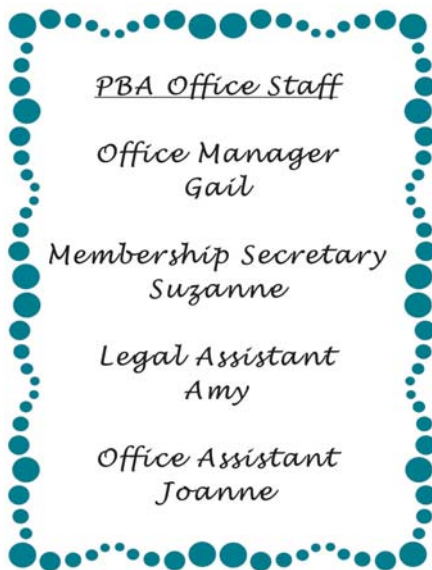 PBA Office Staff
Office Manager
Gail
Membership Secretary
Suzanne
Legal Assistant
Amy
Office Assistant
Joanne